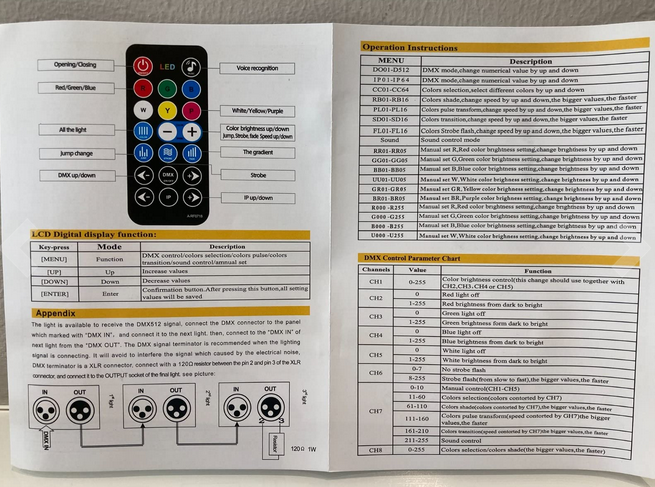 Opening/Closing
Voice recognition
Red/Green/Blue
White/Yellow/Purple
All the light
Color brightness up/down
Jump, Strobe, fade Speed up/down
Jump change
The gradient
DMX up/down
Strobe
IP up/down
LED
R
G
B
W
Y
P
DMX
IP
LCD Digital display function:
Key-press Mode Description
[MENU] Function DMX control/colors selection/colors pulse/colors
transition/sound control/amnual set
[UP] Up Increase values
[DOWN] Down Decrease values
[ENTER] Enter Confirmation button.After pressing this button,all setting
values will be saved
Appendix
The light is available to receive the DMX512 signal, connect the DMX connector to the panel
which marked with "DMX IN", and connect it to the next light, then, connect to the "DMX IN" of
next light from the "DMX OUT". The DMX signal terminator is recommended when the lighting
signal is connecting. It will avoid to interfere the signal which caused by the electrical noise,
DMX terminator is a XLR connector, connect with a 120Ω resistor between the pin 2 and pin 3 of the XLR
connector, and connect it to the OUTPUT socket of the final light. see picture:
IN OUT IN OUT IN OUT
DMX IN
2 3
Resistor
120Ω 1W
Operation Instructions
MENU Description
DO01-D512 DMX mode,change numerical value by up and down
IP01-IP64 DMX mode,change numerical value by up and down
CC01-CC64 Colors selection,select different colors by up and down
RB01-RB16 Colors shade,change speed by up and down,the bigger values,the faster
PL01-PL16 Colors pulse transform,change speed by up and down,the bigger values,the faster
SD01-SD16 Colors transition,change speed by up and down,the bigger values,the faster
FL01-FL16 Colors Strobe flash,change speed by up and down,the bigger values,the faster
Sound Sound control mode
RR01-RR05 Manual set R,Red color brightness setting,change brightness by up and down
GG01-GG05 Manual set G,Green color brightness setting,change brightness by up and down
BB01-BB05 Manual set B,Blue color brightness setting,change brightness by up and down
UU01-UU05 Manual set W,White color brightness setting,change brightness by up and down
GR01-GR05 Manual set GR,Yellow color brighness setting,change brightness by up and down
BR01-BR05 Manual set BR,Purple color brighness setting,change brightness by up and down
R000 -R255 Manual set R,Red color brightness setting,change brightness by up and down
G000 -G255 Manual set G,Green color brightness setting,change brightness by up and down
B000 -B255 Manual set B,Blue color brightness setting,change brightness by up and down
U000 -U255 Manual set W,White color brightness setting,change brightness by up and down
DMX Control Parameter Chart
Channels Value Function
CH1 0-255 Color brightness control(this change should use together with
CH2,CH3,CH4 or CH5)
CH2 0 Red light off
1-255 Red brightness from dark to bright
CH3 0 Green light off
1-255 Green brightness form dark to bright
CH4 0 Blue light off
1-255 Blue brightness from dark to bright
CH5 0 White light off
1-255 White brightness from dark to bright
CH6 0-7 No strobe flash
8-255 Strobe flash(from slow to fast),the bigger values,the faster
CH7 0-10 Manual control(CH1-CH5)
11-60 Colors selection(colors contorted by CH7)
61-110 Colors shade(colors contorted by CH7),the bigger values,the faster
111-160 Colors pulse transform(speed contorted by GH7)the bigger
values,the faster
161-210 Colors transition(speed contorted by CH7)the bigger values,the faster
211-255 Sound control
CH8 0-255 Colors selection/colors shade(the bigger values,the faster)